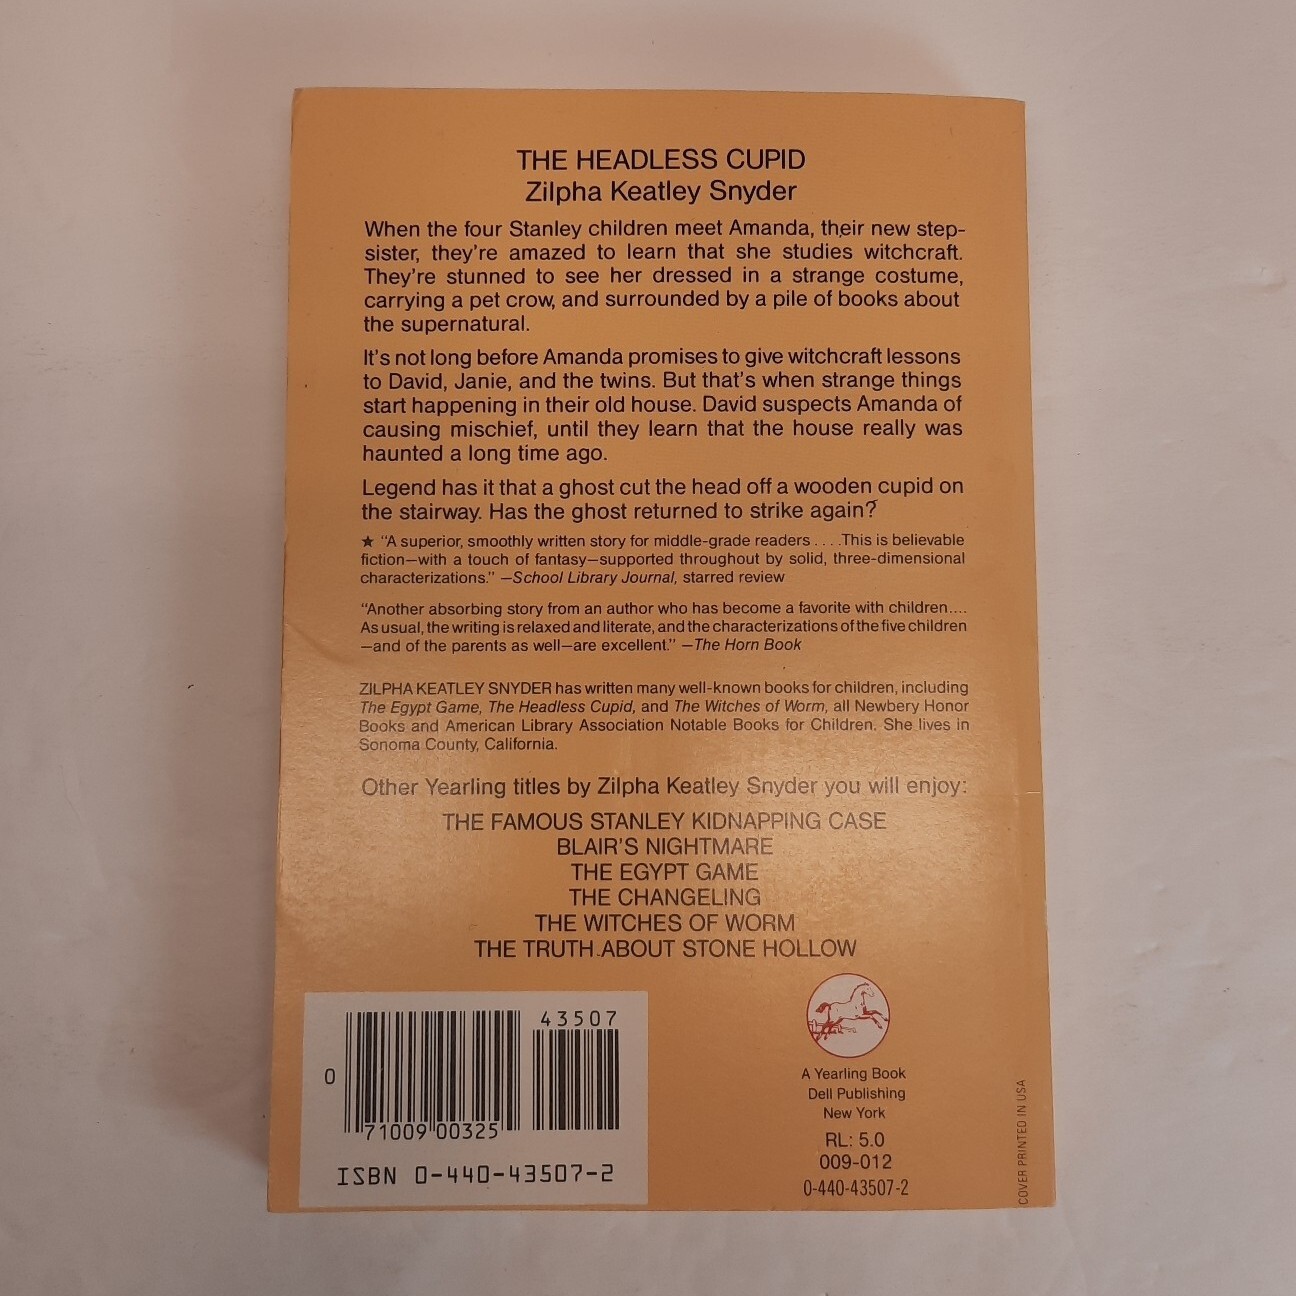 THE HEADLESS CUPID
Zilpha Keatley Snyder
When the four Stanley children meet Amanda, their new step-
sister, they're amazed to learn that she studies witchcraft.
They're stunned to see her dressed in a strange costume,
carrying a pet crow, and surrounded by a pile of books about
the supernatural.
It's not long before Amanda promises to give witchcraft lessons
to David, Janie, and the twins. But that's when strange things
start happening in their old house. David suspects Amanda of
causing mischief, until they learn that the house really was
haunted a long time ago.
Legend has it that a ghost cut the head off a wooden cupid on
the stairway. Has the ghost returned to strike again?
★ "A superior, smoothly written story for middle-grade readers . . . .This is believable
fiction—with a touch of fantasy—supported throughout by solid, three-dimensional
characterizations." —School Library Journal, starred review
"Another absorbing story from an author who has become a favorite with children....
As usual, the writing is relaxed and literate, and the characterizations of the five children
—and of the parents as well—are excellent." —The Horn Book
ZILPHA KEATLEY SNYDER has written many well-known books for children, including
The Egypt Game, The Headless Cupid, and The Witches of Worm, all Newbery Honor
Books and American Library Association Notable Books for Children. She lives in
Sonoma County, California.
Other Yearling titles by Zilpha Keatley Snyder you will enjoy:
THE FAMOUS STANLEY KIDNAPPING CASE
BLAIR'S NIGHTMARE
THE EGYPT GAME
THE CHANGELING
THE WITCHES OF WORM
THE TRUTH ABOUT STONE HOLLOW
43507
0
71009 00325
ISBN 0-440-43507-2
A Yearling Book
Dell Publishing
New York
RL: 5.0
009-012
0-440-43507-2
COVER PRINTED IN USA